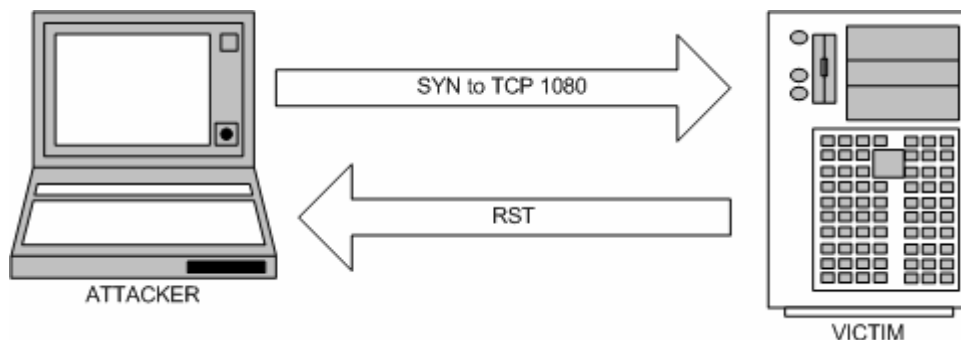 SYN to TCP 1080
RST
ATTACKER
VICTIM